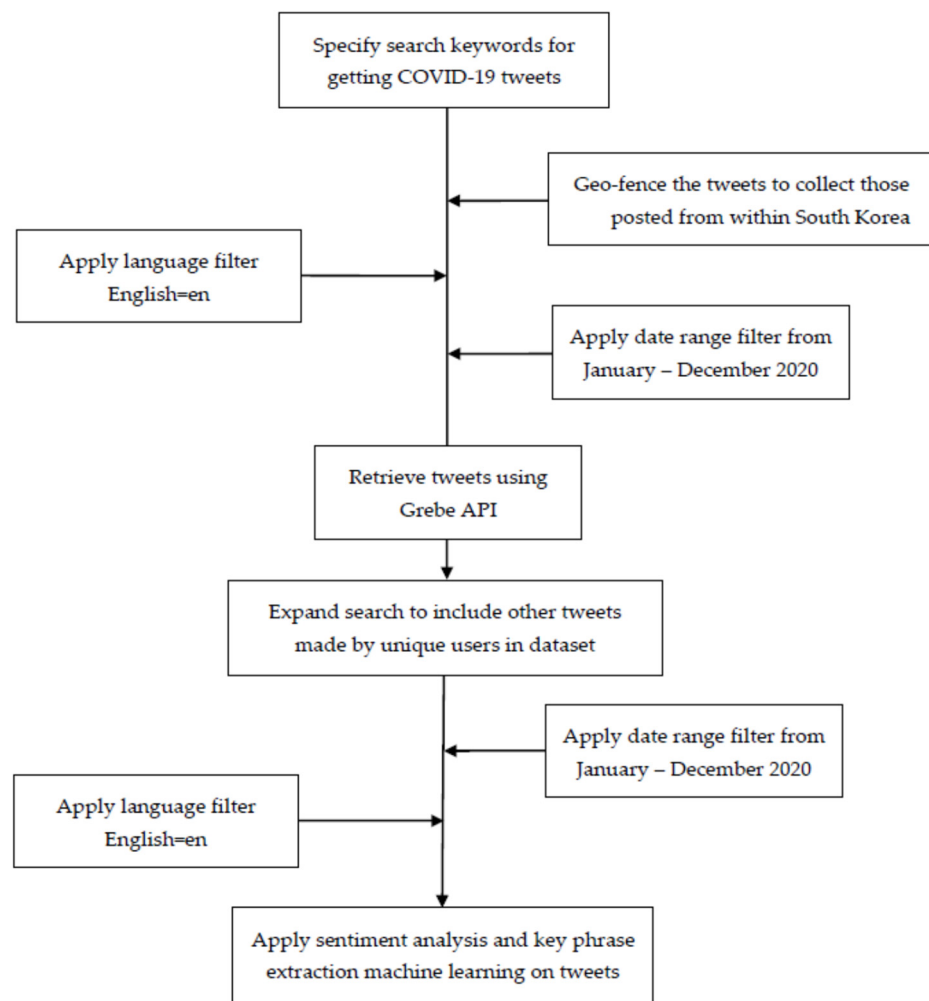 Specify search keywords for
getting COVID-19 tweets
Geo-fence the tweets to collect those
posted from within South Korea
Apply language filter
English=en
Apply date range filter from
January – December 2020
Retrieve tweets using
Grebe API
Expand search to include other tweets
made by unique users in dataset
Apply date range filter from
January – December 2020
Apply language filter
English=en
Apply sentiment analysis and key phrase
extraction machine learning on tweets